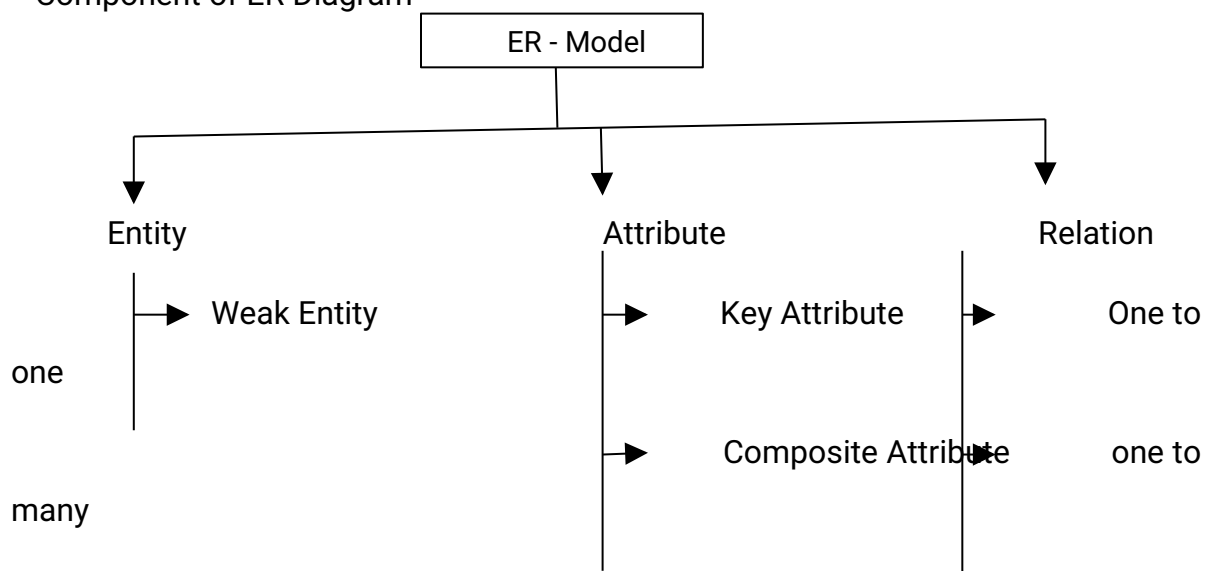 Component of ER Diagram
ER - Model
Entity Attribute Relation
Weak Entity Key Attribute One to
one
Composite Attribute one to
many